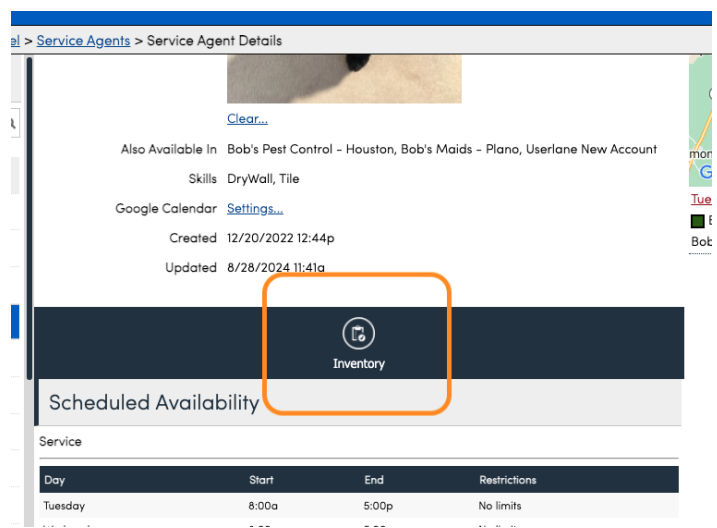 el > Service Agents > Service Agent Details
Clear...
Also Available In Bob's Pest Control - Houston, Bob's Maids - Plano, Userlane New Account
Skills DryWall, Tile
Google Calendar Settings...
Created 12/20/2022 12:44p
Updated 8/28/2024 11:41a
mon
G
Tue
Bob
Inventory
Scheduled Availability
Service
Day Start End Restrictions
Tuesday 8:00a 5:00p No limits